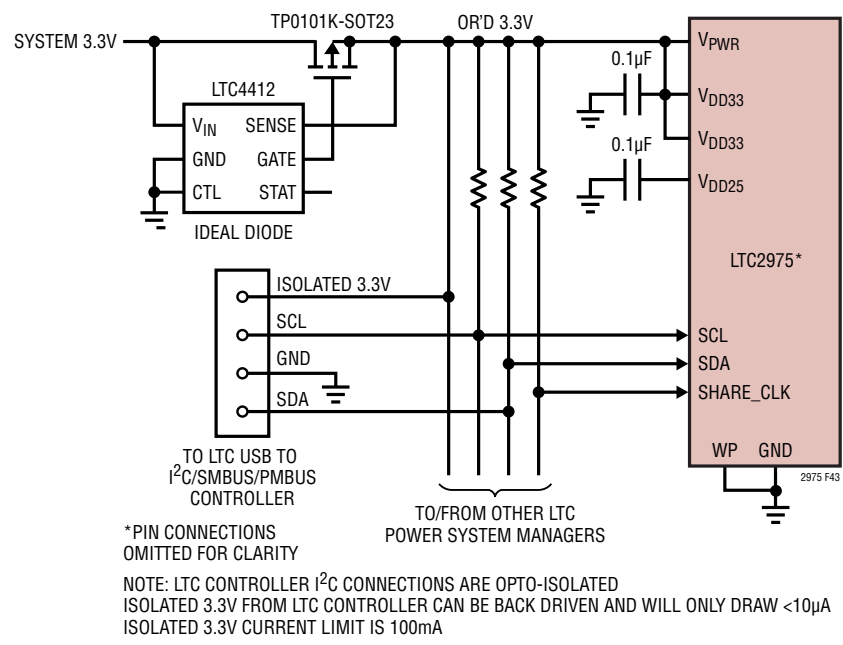 TP0101K-SOT23
SYSTEM 3.3V
OR'D 3.3V
LTC4412
VIN
SENSE
GND
GATE
CTL
STAT
IDEAL DIODE
0.1µF
0.1µF
VPWR
VDD33
VDD33
VDD25
LTC2975*
SCL
SDA
SHARE_CLK
WP
GND
2975 F43
ISOLATED 3.3V
SCL
GND
SDA
TO LTC USB TO
I2C/SMBUS/PMBUS
CONTROLLER
TO/FROM OTHER LTC
POWER SYSTEM MANAGERS
*PIN CONNECTIONS
OMITTED FOR CLARITY
NOTE: LTC CONTROLLER I2C CONNECTIONS ARE OPTO-ISOLATED
ISOLATED 3.3V FROM LTC CONTROLLER CAN BE BACK DRIVEN AND WILL ONLY DRAW <10µA
ISOLATED 3.3V CURRENT LIMIT IS 100mA